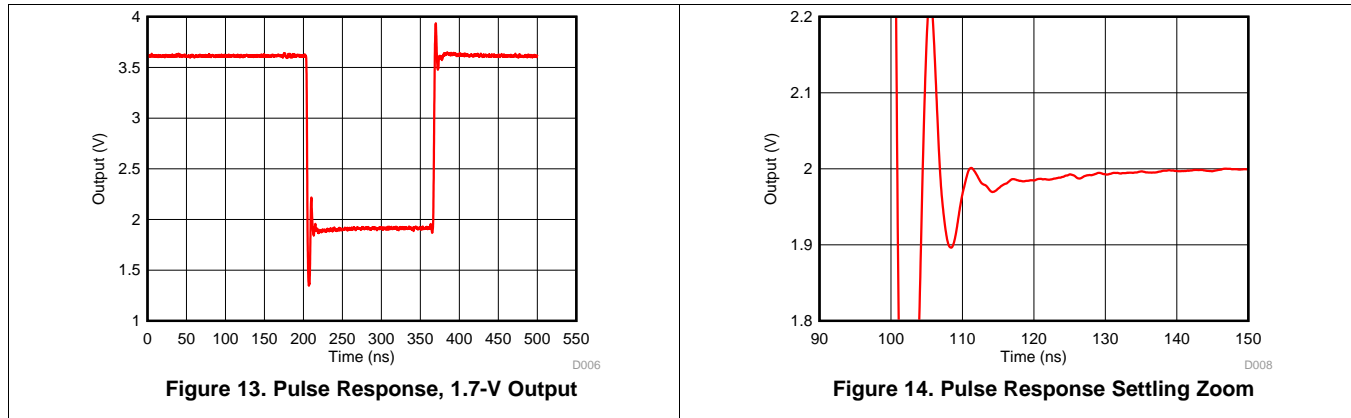 4
3.5
3
2.5
2
1.5
1
Output (V)
0 50 100 150 200 250 300 350 400 450 500 550
Time (ns)
D006
Figure 13. Pulse Response, 1.7-V Output
2.2
2.1
2
1.9
1.8
Output (V)
90 100 110 120 130 140 150
Time (ns)
D008
Figure 14. Pulse Response Settling Zoom